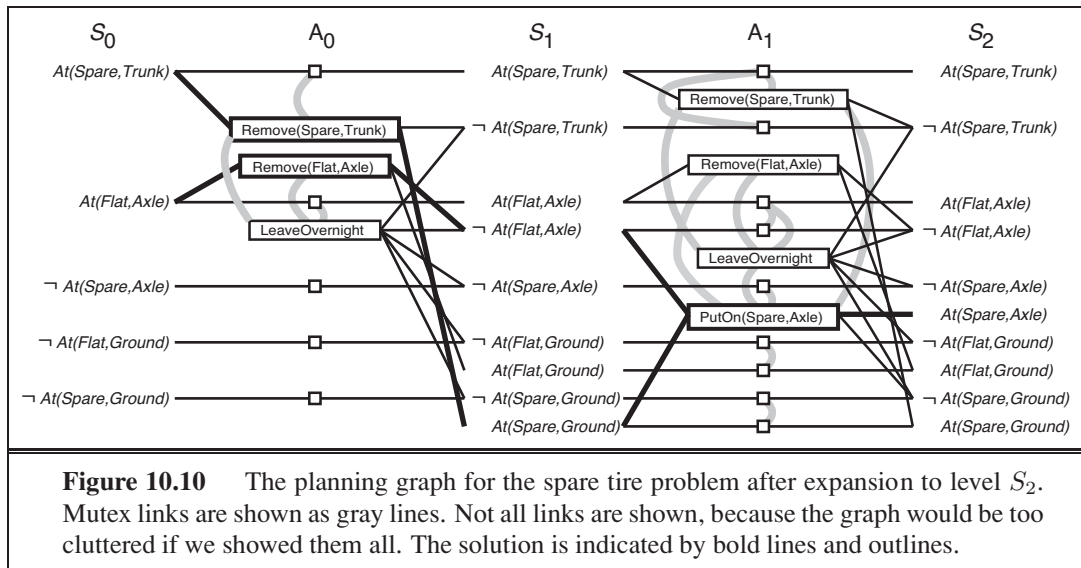 S0 A0 S1 A1 S2
At(Spare,Trunk) At(Spare,Trunk) At(Spare,Trunk)
Remove(Spare,Trunk)
Remove(Spare,Trunk) ¬ At(Spare,Trunk) ¬ At(Spare,Trunk)
Remove(Flat,Axle) Remove(Flat,Axle)
At(Flat,Axle) At(Flat,Axle) At(Flat,Axle)
LeaveOvernight ¬ At(Flat,Axle) ¬ At(Flat,Axle)
LeaveOvernight
¬ At(Spare,Axle) ¬ At(Spare,Axle) ¬ At(Spare,Axle)
PutOn(Spare,Axle) At(Spare,Axle)
¬ At(Flat,Ground) ¬ At(Flat,Ground) ¬ At(Flat,Ground)
At(Flat,Ground) At(Flat,Ground)
¬ At(Spare,Ground) ¬ At(Spare,Ground) ¬ At(Spare,Ground)
At(Spare,Ground) At(Spare,Ground)
Figure 10.10 The planning graph for the spare tire problem after expansion to level S2.
Mutex links are shown as gray lines. Not all links are shown, because the graph would be too
cluttered if we showed them all. The solution is indicated by bold lines and outlines.